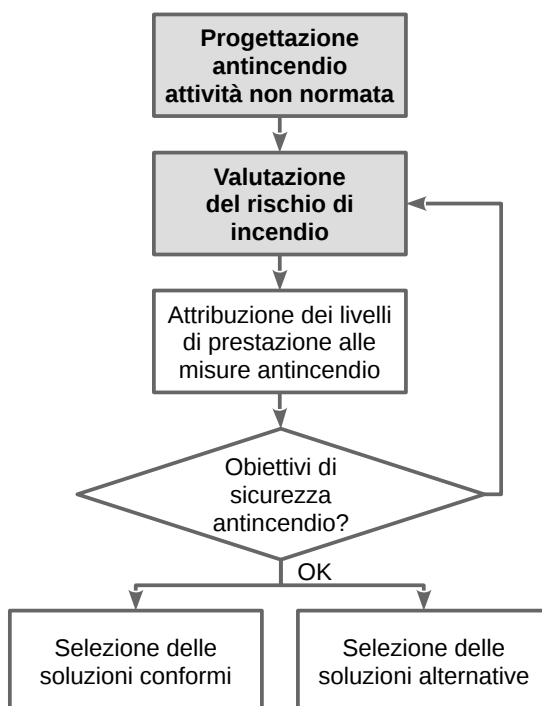 Progettazione
antincendio
attività non normata
Valutazione
del rischio di
incendio
Attribuzione dei livelli
di prestazione alle
misure antincendio
Obiettivi di
sicurezza
antincendio?
OK
Selezione delle
soluzioni conformi
Selezione delle
soluzioni alternative